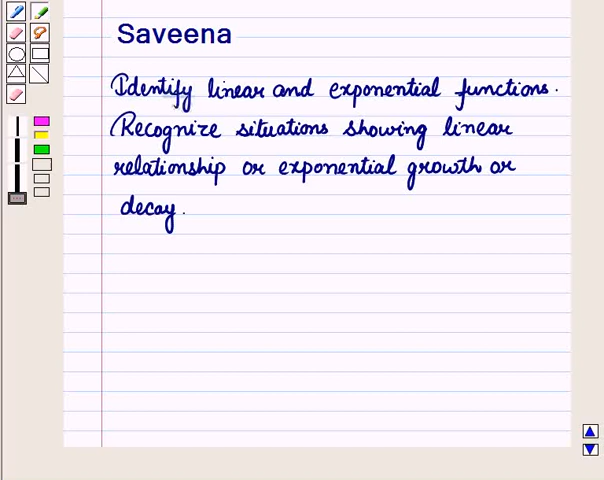 Saveena
Identify linear and exponential functions.
Recognize situations showing linear
relationship or exponential growth or
decay.